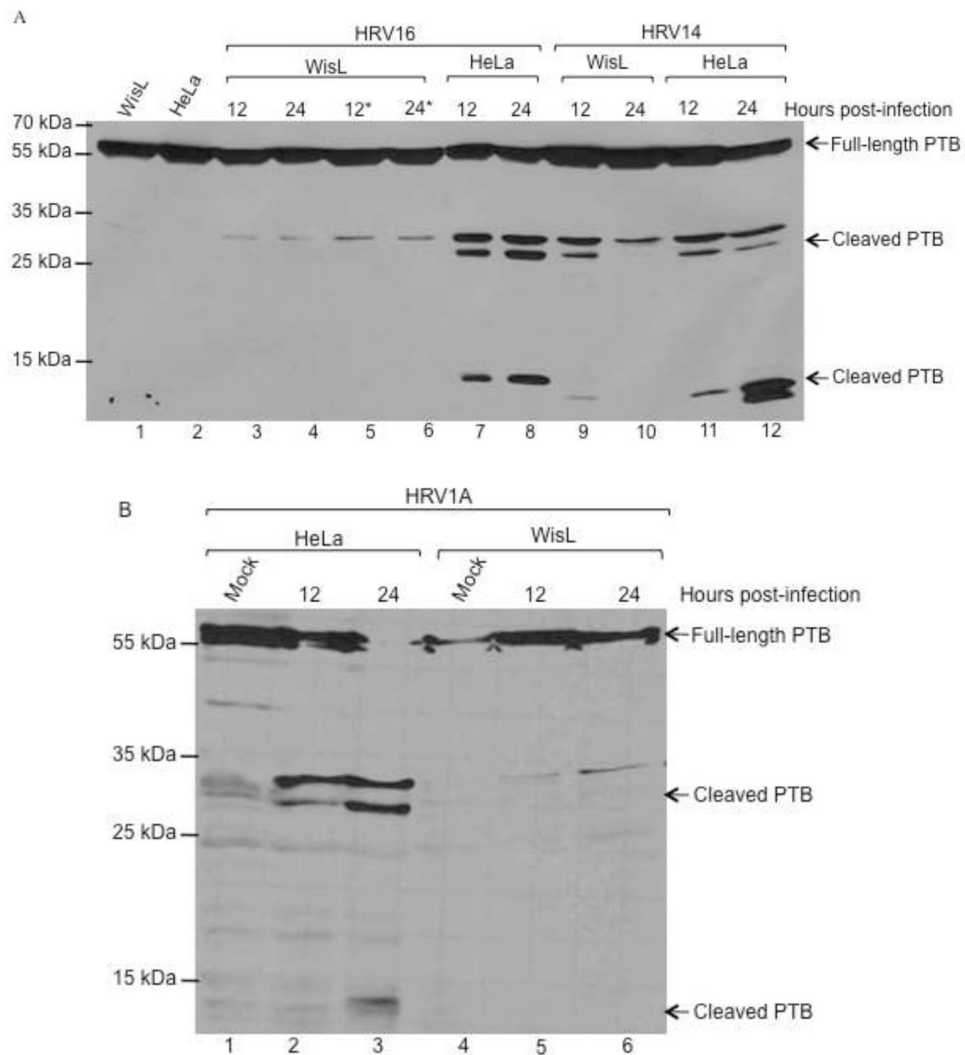 A
HRV16 HRV14
WisL HeLa WisL HeLa
WisL HeLa 12 24 12* 24* 12 24 12 24 12 24 Hours post-infection
70 kDa
Full-length PTB
55 kDa
35 kDa
Cleaved PTB
25 kDa
15 kDa
Cleaved PTB
1 2 3 4 5 6 7 8 9 10 11 12
B
HRV1A
HeLa WisL
Mock 12 24 Mock 12 24 Hours post-infection
Full-length PTB
55 kDa
35 kDa
Cleaved PTB
25 kDa
15 kDa
Cleaved PTB
1 2 3 4 5 6